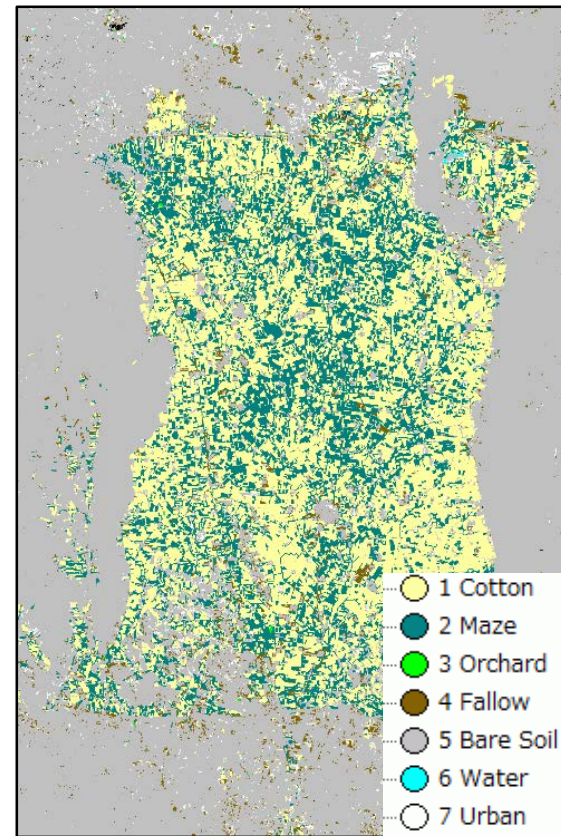 1 Cotton
2 Maze
3 Orchard
4 Fallow
5 Bare Soil
6 Water
7 Urban